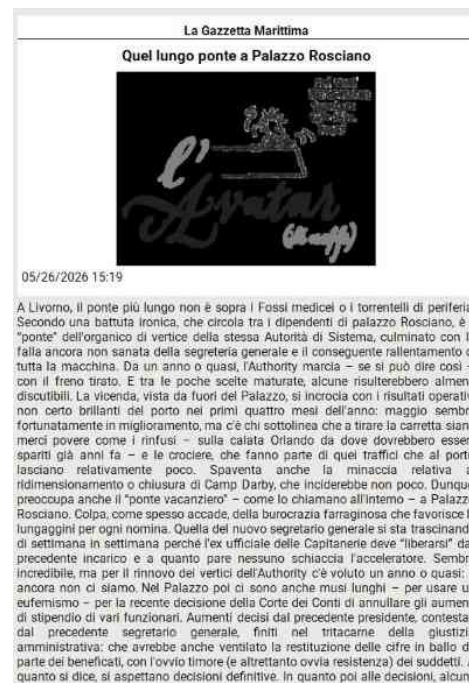 La Gazzetta Marittima
Quel lungo ponte a Palazzo Rosciano
l'Avatar
05/26/2026 15:19
A Livorno, il ponte più lungo non è sopra i Fossi medicei o i torrentelli di periferia.
Secondo una battuta ironica, che circola tra i dipendenti di palazzo Rosciano, è
"ponte" dell'organico di vertice della stessa Autorità di Sistema, culminato con l
falla ancora non sanata della segreteria generale e il conseguente rallentamento d
tutta la macchina. Da un anno o quasi, l'Authority marcia – se si può dire così –
con il freno tirato. E tra le poche scelte maturate, alcune risulterebbero almen
discutibili. La vicenda, vista da fuori del Palazzo, si incrocia con i risultati operativ
non certo brillanti del porto nei primi quattro mesi dell'anno: maggio sembr
fortunatamente in miglioramento, ma c'è chi sottolinea che a tirare la carretta sian
merci povere come i rinfusi – sulla calata Orlando da dove dovrebbero esser
spariti già anni fa – e le crociere, che fanno parte di quei traffici che al port
lasciano relativamente poco. Spaventa anche la minaccia relativa a
ridimensionamento o chiusura di Camp Darby, che inciderebbe non poco. Dunque
preoccupa anche il "ponte vacanziero" – come lo chiamano all'interno – a Palazz
Rosciano. Colpa, come spesso accade, della burocrazia farraginosa che favorisce l
lungaggini per ogni nomina. Quella del nuovo segretario generale si sta trascinand
di settimana in settimana perché l'ex ufficiale delle Capitanerie deve "liberarsi" da
precedente incarico e a quanto pare nessuno schiaccia l'acceleratore. Sembr
incredibile, ma per il rinnovo dei vertici dell'Authority c'è voluto un anno o quasi:
ancora non ci siamo. Nel Palazzo poi ci sono anche musi lunghi – per usare u
eufemismo – per la recente decisione della Corte dei Conti di annullare gli aumen
di stipendio di vari funzionari. Aumenti decisi dal precedente presidente, contesta
dal precedente segretario generale, finiti nel tritacarne della giustizi
amministrativa: che avrebbe anche ventilato la restituzione delle cifre in ballo d
parte dei beneficati, con l'ovvio timore (e altrettanto ovvia resistenza) dei suddetti. A
quanto si dice, si aspettano decisioni definitive. In quanto poi alle decisioni, alcun